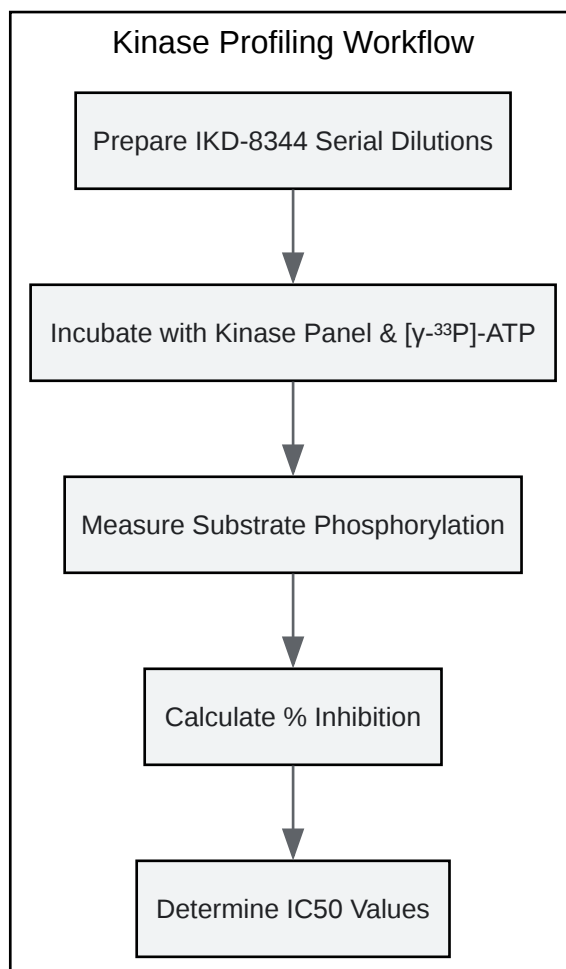 Kinase Profiling Workflow
Prepare IKD-8344 Serial Dilutions
Incubate with Kinase Panel & [γ-³³P]-ATP
Measure Substrate Phosphorylation
Calculate % Inhibition
Determine IC50 Values